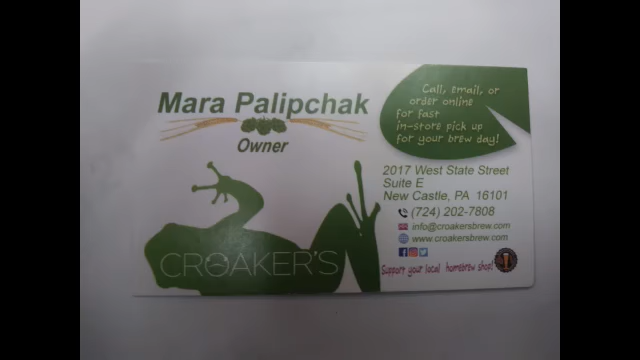 Mara Palipchak
Owner
Call, email, or
order online
for fast
in-store pick up
for your brew day!
2017 West State Street
Suite E
New Castle, PA 16101
(724) 202-7808
info@croakersbrew.com
www.croakersbrew.com
Support your local homebrew shop!
CROAKER'S